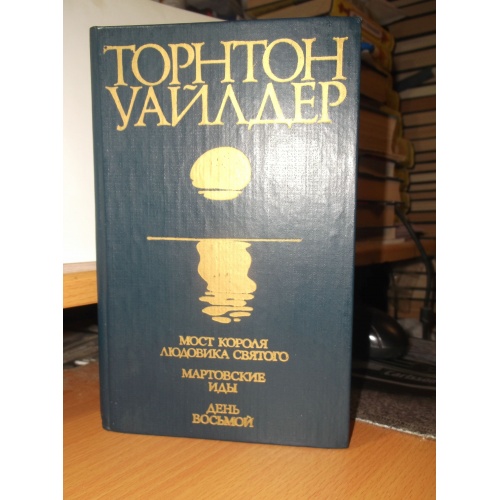 ТОРНТОН
УАЙЛДЕР
МОСТ КОРОЛЯ
ЛЮДОВИКА СВЯТОГО
МАРТОВСКИЕ
ИДЫ
ДЕНЬ
ВОСЬМОЙ